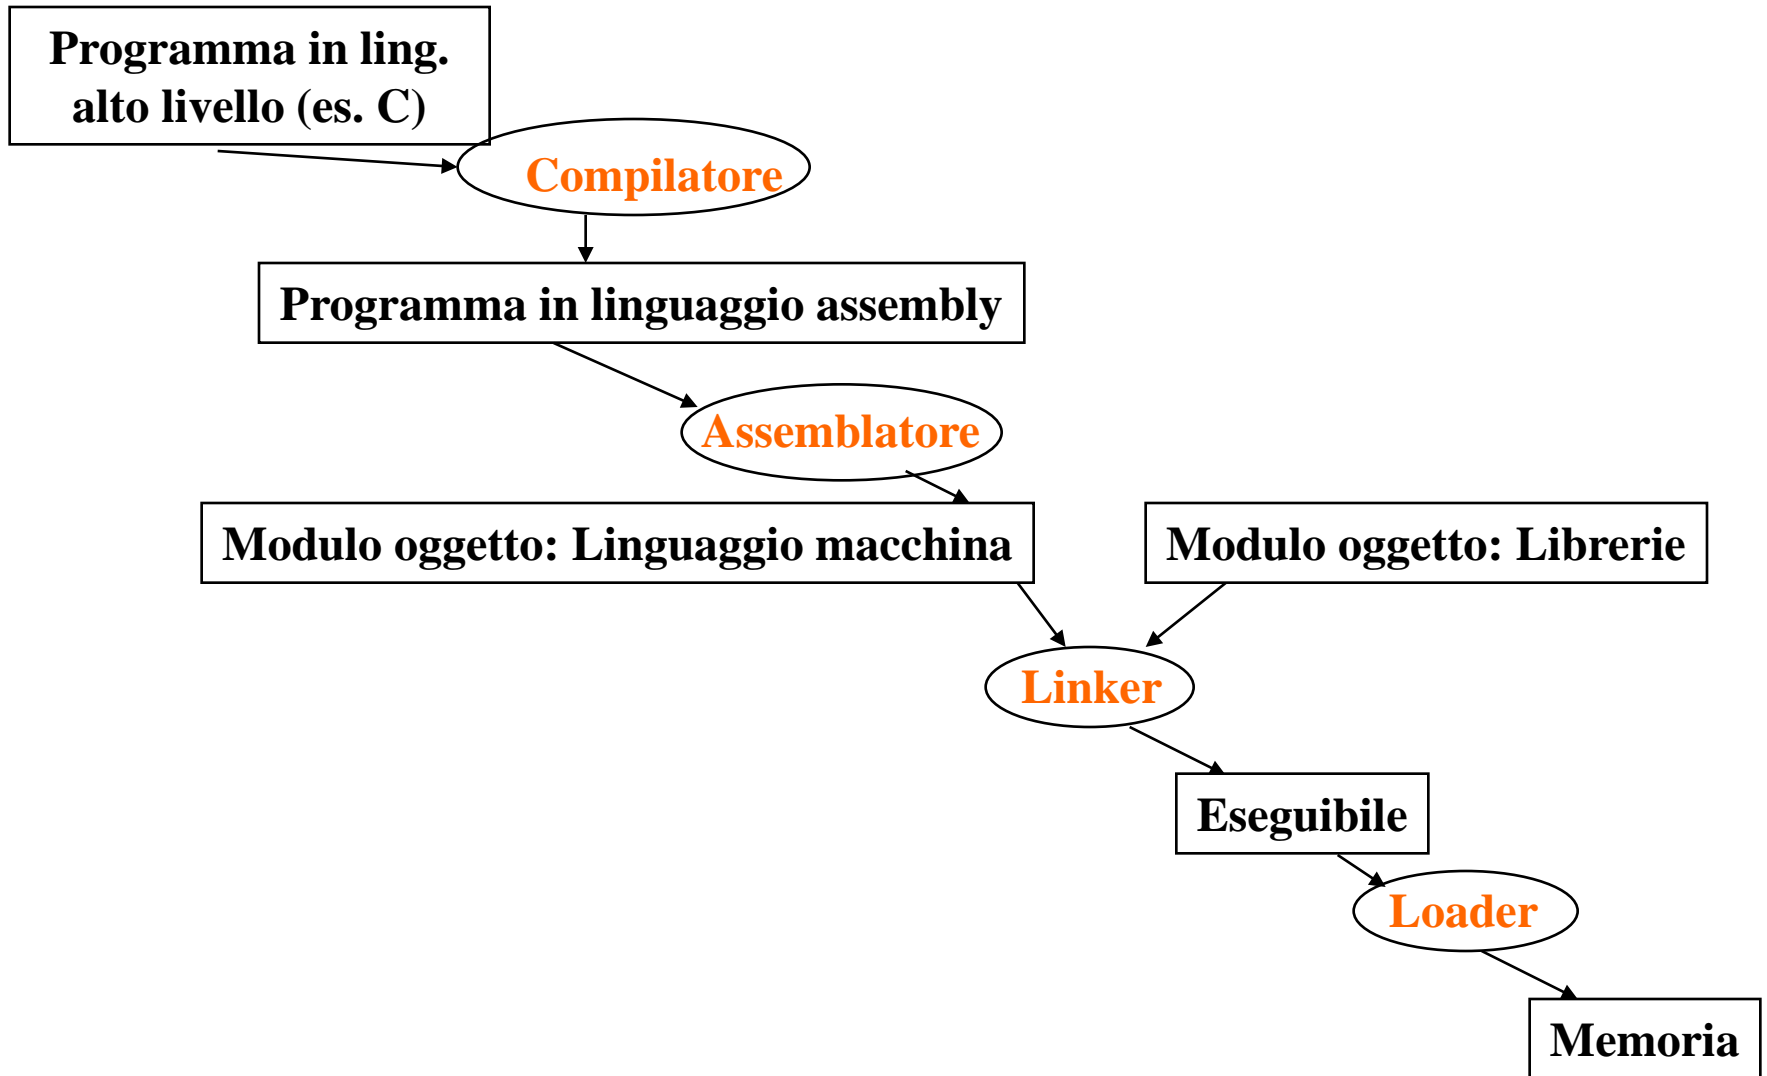 Programma in ling.
alto livello (es. C)
Compilatore
Programma in linguaggio assembly
Assemblatore
Modulo oggetto: Linguaggio macchina
Modulo oggetto: Librerie
Linker
Eseguibile
Loader
Memoria